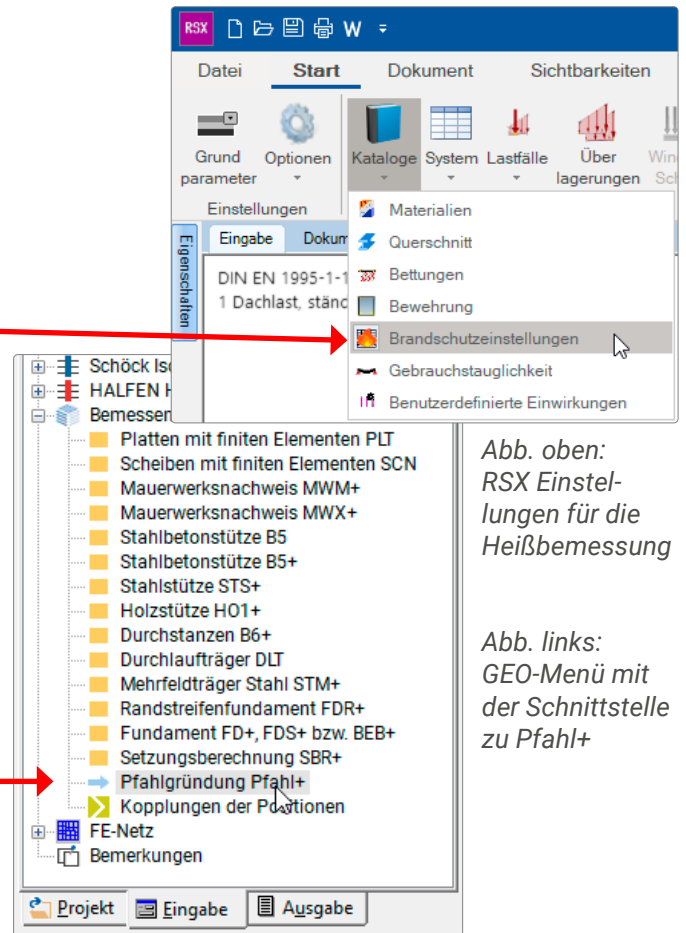 RSX W
Datei Start Dokument Sichtbarkeiten
Grund parameter
Optionen
Kataloge
System
Lastfälle
Über lagerungen
Einstellungen
Eigenschaften
Eingabe
DIN EN 1995-1-1
1 Dachlast,
Materialien
Querschnitt
Bettungen
Bewehrung
Brandschutzeinstellungen
Gebrauchstauglichkeit
Benutzerdefinierte Einwirkungen
Schöck
HALFEN
Bemessen
Platten mit finiten Elementen PLT
Scheiben mit finiten Elementen SCN
Mauerwerksnachweis MWM+
Mauerwerksnachweis MWX+
Stahlbetonstütze B5
Stahlbetonstütze B5+
Stahlstütze STS+
Holzstütze HO1+
Durchstanzen B6+
Durchlaufträger DLT
Mehrfeldträger Stahl STM+
Randstreifenfundament FDR+
Fundament FD+, FDS+ bzw. BEB+
Setzungsberechnung SBR+
Pfahlgründung Pfahl+
Kopplungen der Positionen
FE-Netz
Bemerkungen
Projekt Eingabe Ausgabe
Abb. oben:
RSX Einstel-
lungen für die
Heißbemessung
Abb. links:
GEO-Menü mit
der Schnittstelle
zu Pfahl+